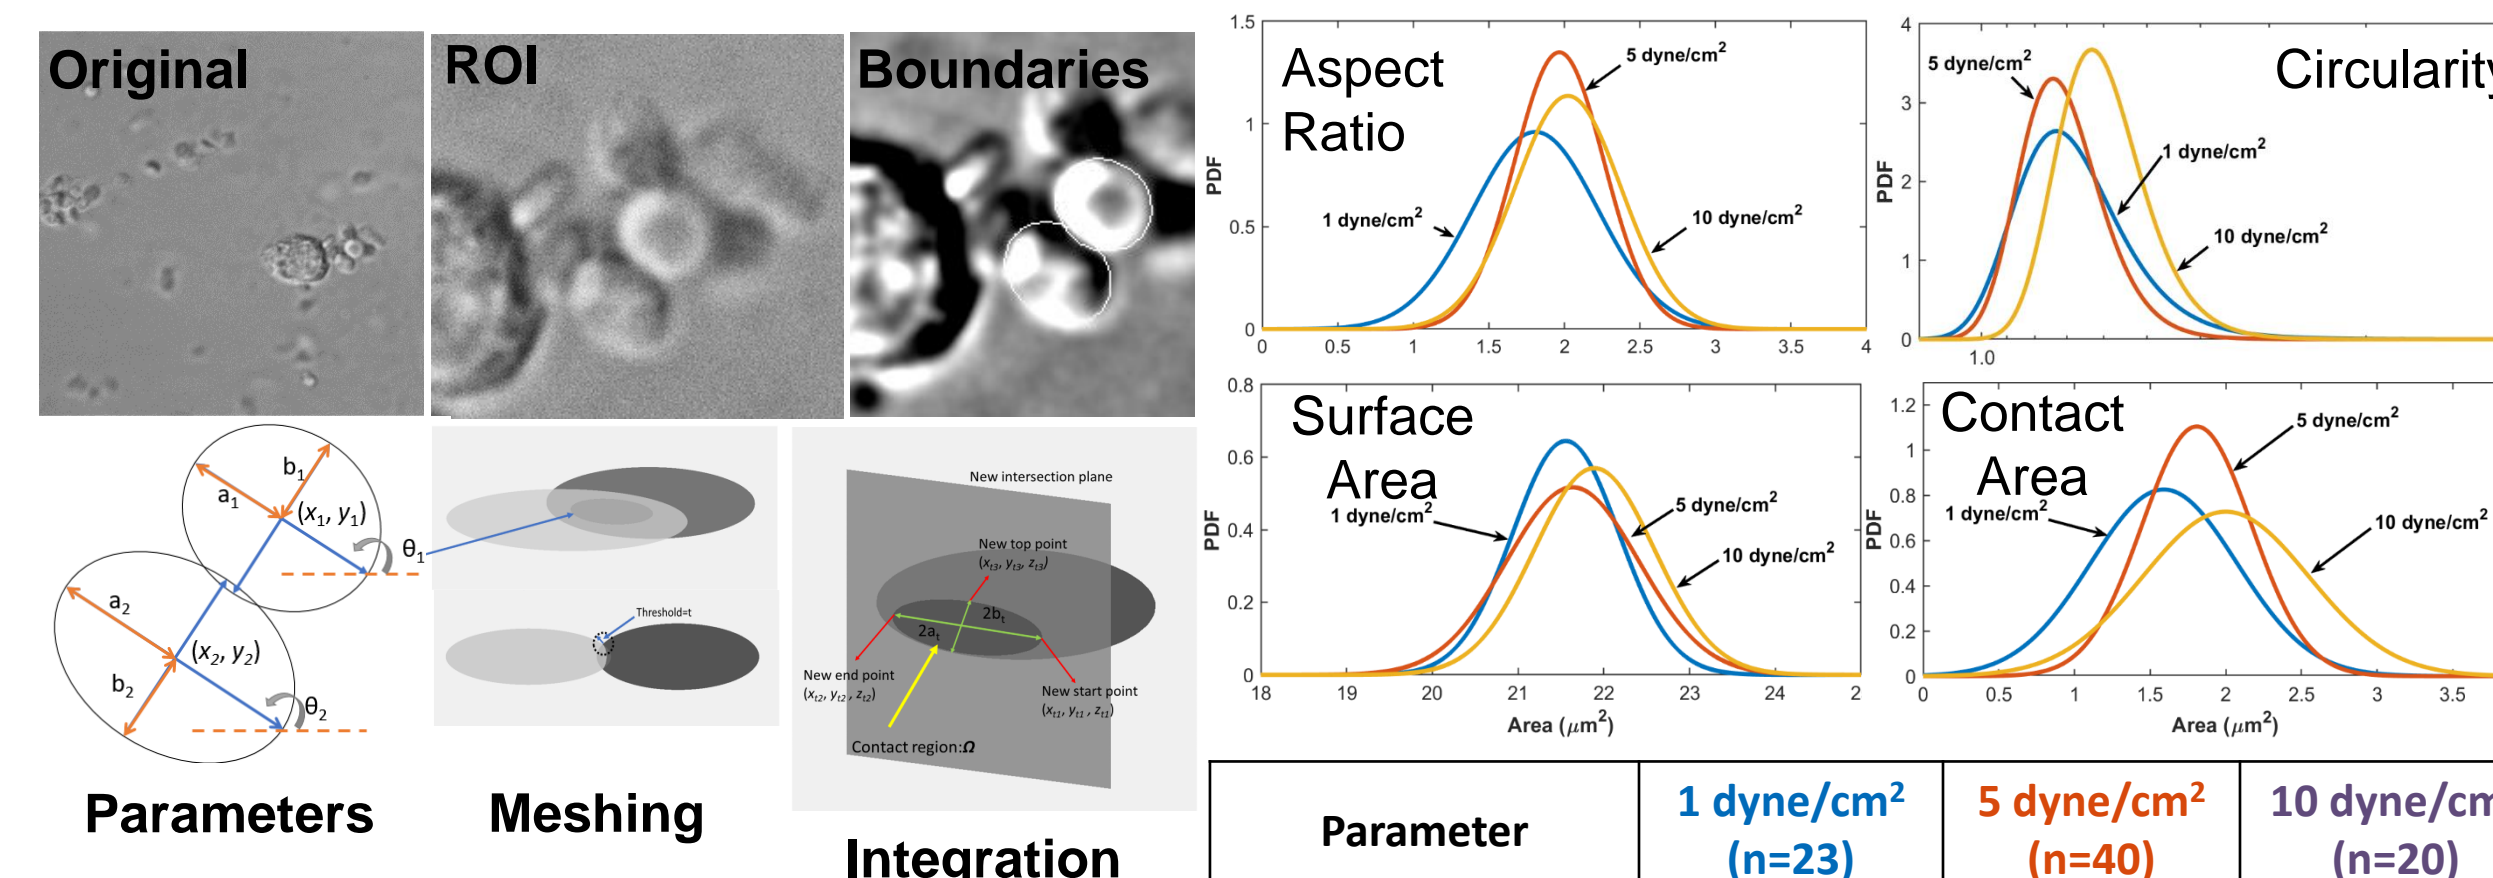 Original
ROI
Boundaries
a₁
b₁
(x₁, y₁)
θ₁
a₂
b₂
(x₂, y₂)
θ₂
Parameters
Threshold=t
Meshing
New intersection plane
New top point
(xt3, yt3, zt3)
2bt
2at
New end point
(xt2, yt2 , zt2)
New start point
(xt1, yt1 , zt1)
Contact region:Ω
Integration
Aspect
Ratio
PDF
1.5
1
0.5
0
0 0.5 1 1.5 2 2.5 3 3.5 4
5 dyne/cm²
1 dyne/cm²
10 dyne/cm²
Circularity
PDF
4
3
2
1
0
1.0
5 dyne/cm²
1 dyne/cm²
10 dyne/cm²
Surface
Area
PDF
0.8
0.6
0.4
0.2
0
18 19 20 21 22 23 24 2
Area (μm²)
1 dyne/cm²
5 dyne/cm²
10 dyne/cm²
Contact
Area
PDF
1.2
1
0.8
0.6
0.4
0.2
0
0 0.5 1 1.5 2 2.5 3 3.5
Area (μm²)
5 dyne/cm²
1 dyne/cm²
10 dyne/cm²
Parameter
1 dyne/cm²
(n=23)
5 dyne/cm²
(n=40)
10 dyne/cm
(n=20)